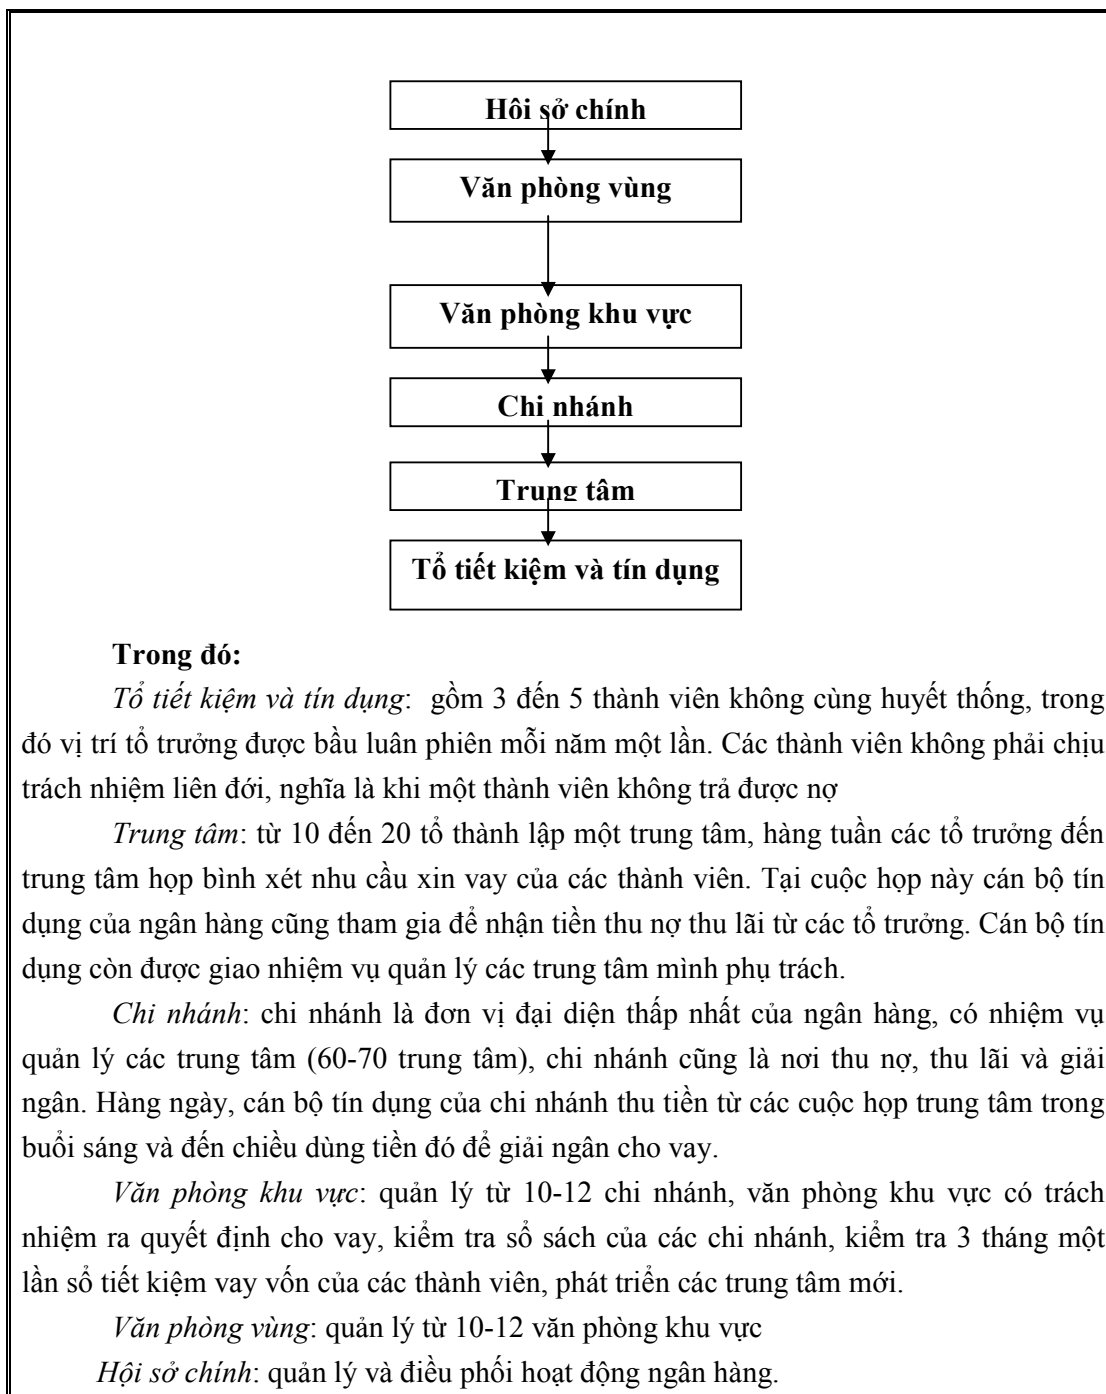 Hôi sở chính
Văn phòng vùng
Văn phòng khu vực
Chi nhánh
Trung tâm
Tổ tiết kiệm và tín dụng
Trong đó:
Tổ tiết kiệm và tín dụng:  gồm 3 đến 5 thành viên không cùng huyết thống, trong
đó vị trí tổ trưởng được bầu luân phiên mỗi năm một lần. Các thành viên không phải chịu
trách nhiệm liên đới, nghĩa là khi một thành viên không trả được nợ
Trung tâm: từ 10 đến 20 tổ thành lập một trung tâm, hàng tuần các tổ trưởng đến
trung tâm họp bình xét nhu cầu xin vay của các thành viên. Tại cuộc họp này cán bộ tín
dụng của ngân hàng cũng tham gia để nhận tiền thu nợ thu lãi từ các tổ trưởng. Cán bộ tín
dụng còn được giao nhiệm vụ quản lý các trung tâm mình phụ trách.
Chi nhánh: chi nhánh là đơn vị đại diện thấp nhất của ngân hàng, có nhiệm vụ
quản lý các trung tâm (60-70 trung tâm), chi nhánh cũng là nơi thu nợ, thu lãi và giải
ngân. Hàng ngày, cán bộ tín dụng của chi nhánh thu tiền từ các cuộc họp trung tâm trong
buổi sáng và đến chiều dùng tiền đó để giải ngân cho vay.
Văn phòng khu vực: quản lý từ 10-12 chi nhánh, văn phòng khu vực có trách
nhiệm ra quyết định cho vay, kiểm tra sổ sách của các chi nhánh, kiểm tra 3 tháng một
lần sổ tiết kiệm vay vốn của các thành viên, phát triển các trung tâm mới.
Văn phòng vùng: quản lý từ 10-12 văn phòng khu vực
Hội sở chính: quản lý và điều phối hoạt động ngân hàng.